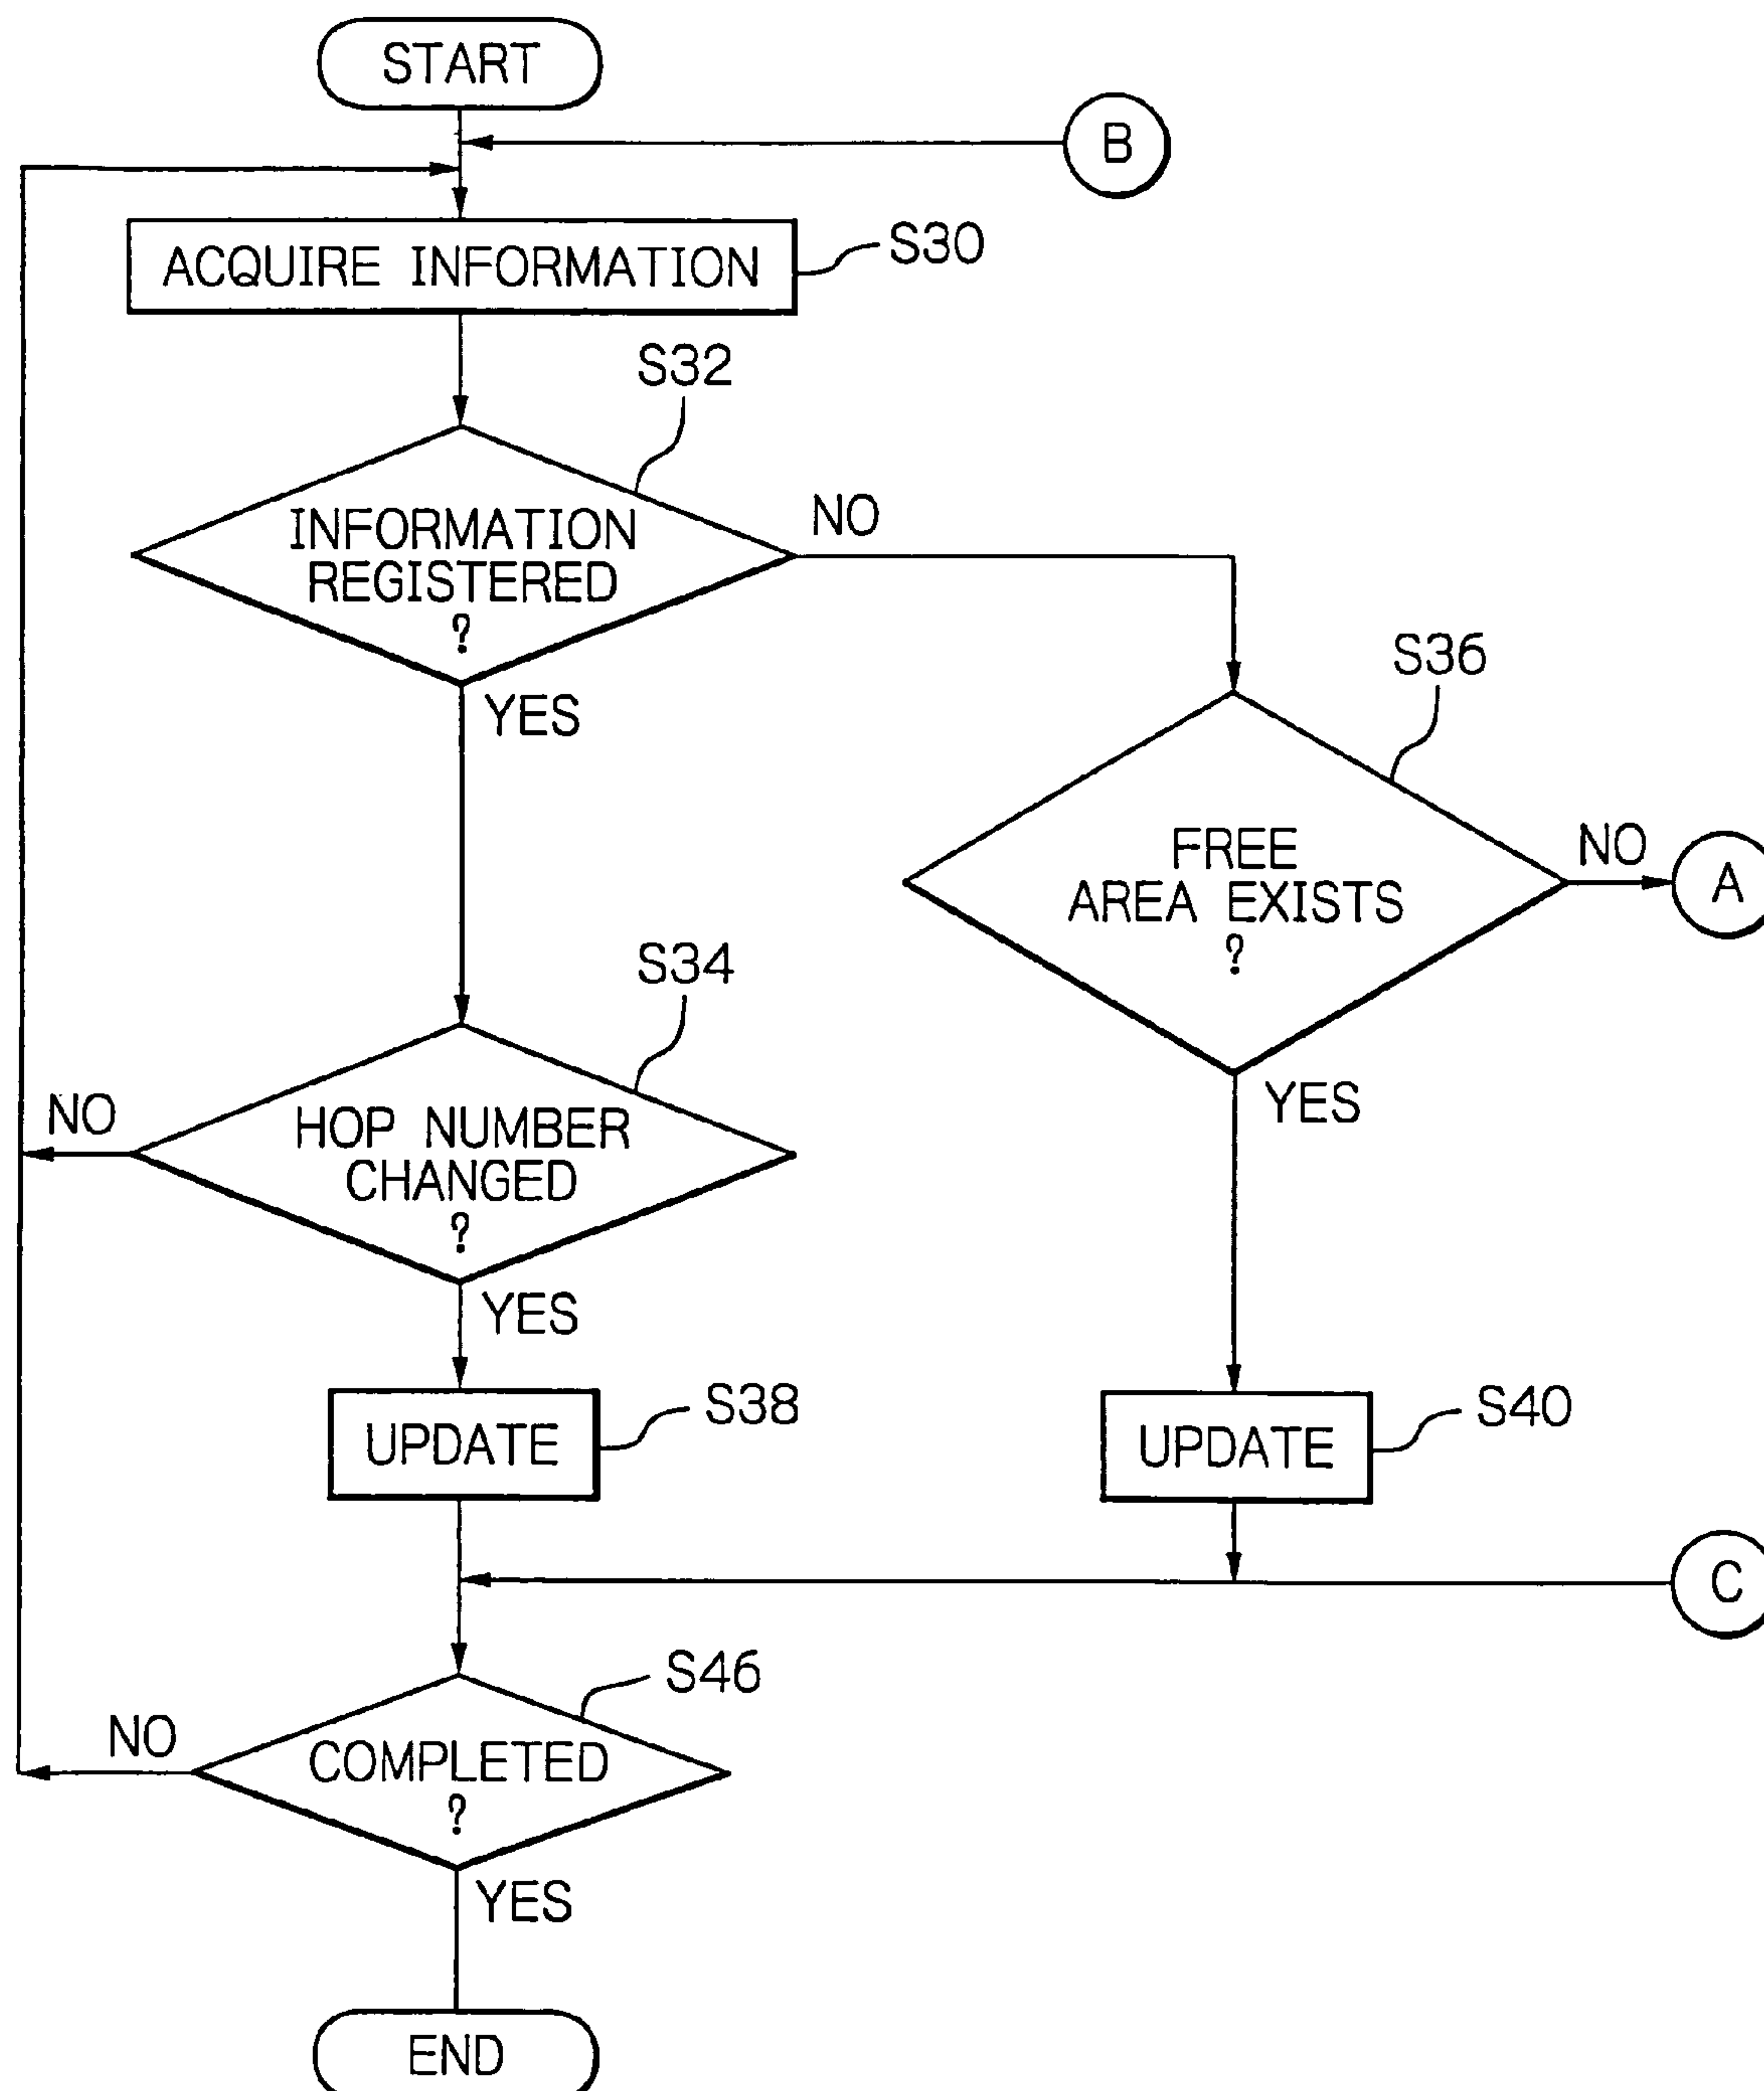 START
B
ACQUIRE INFORMATION
S30
S32
INFORMATION
REGISTERED
?
NO
YES
S36
FREE
AREA EXISTS
?
NO
A
YES
S34
HOP NUMBER
CHANGED
?
NO
YES
UPDATE
S38
UPDATE
S40
C
S46
COMPLETED
?
NO
YES
END